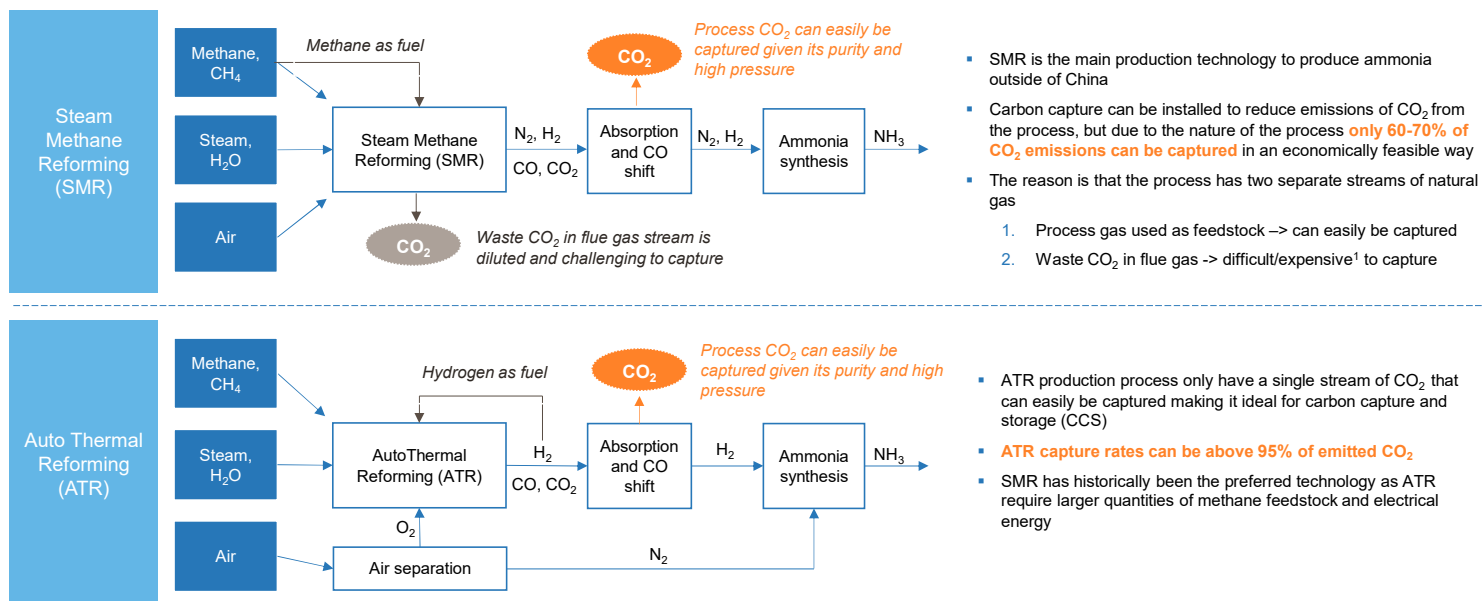 Steam
Methane
Reforming
(SMR)
Methane,
CH₄
Steam,
H₂O
Air
Methane as fuel
Steam Methane
Reforming (SMR)
N₂, H₂
CO, CO₂
CO₂
Process CO₂ can easily be
captured given its purity and
high pressure
Absorption
and CO
shift
N₂, H₂
Ammonia
synthesis
NH₃
CO₂
Waste CO₂ in flue gas stream is
diluted and challenging to capture
▪ SMR is the main production technology to produce ammonia
outside of China
▪ Carbon capture can be installed to reduce emissions of CO₂ from
the process, but due to the nature of the process only 60-70% of
CO₂ emissions can be captured in an economically feasible way
▪ The reason is that the process has two separate streams of natural
gas
1. Process gas used as feedstock –> can easily be captured
2. Waste CO₂ in flue gas -> difficult/expensive¹ to capture
Auto Thermal
Reforming
(ATR)
Methane,
CH₄
Steam,
H₂O
Air
Hydrogen as fuel
AutoThermal
Reforming (ATR)
H₂
CO, CO₂
O₂
Air separation
N₂
CO₂
Process CO₂ can easily be
captured given its purity and high
pressure
Absorption
and CO
shift
H₂
Ammonia
synthesis
NH₃
▪ ATR production process only have a single stream of CO₂ that
can easily be captured making it ideal for carbon capture and
storage (CCS)
▪ ATR capture rates can be above 95% of emitted CO₂
▪ SMR has historically been the preferred technology as ATR
require larger quantities of methane feedstock and electrical
energy